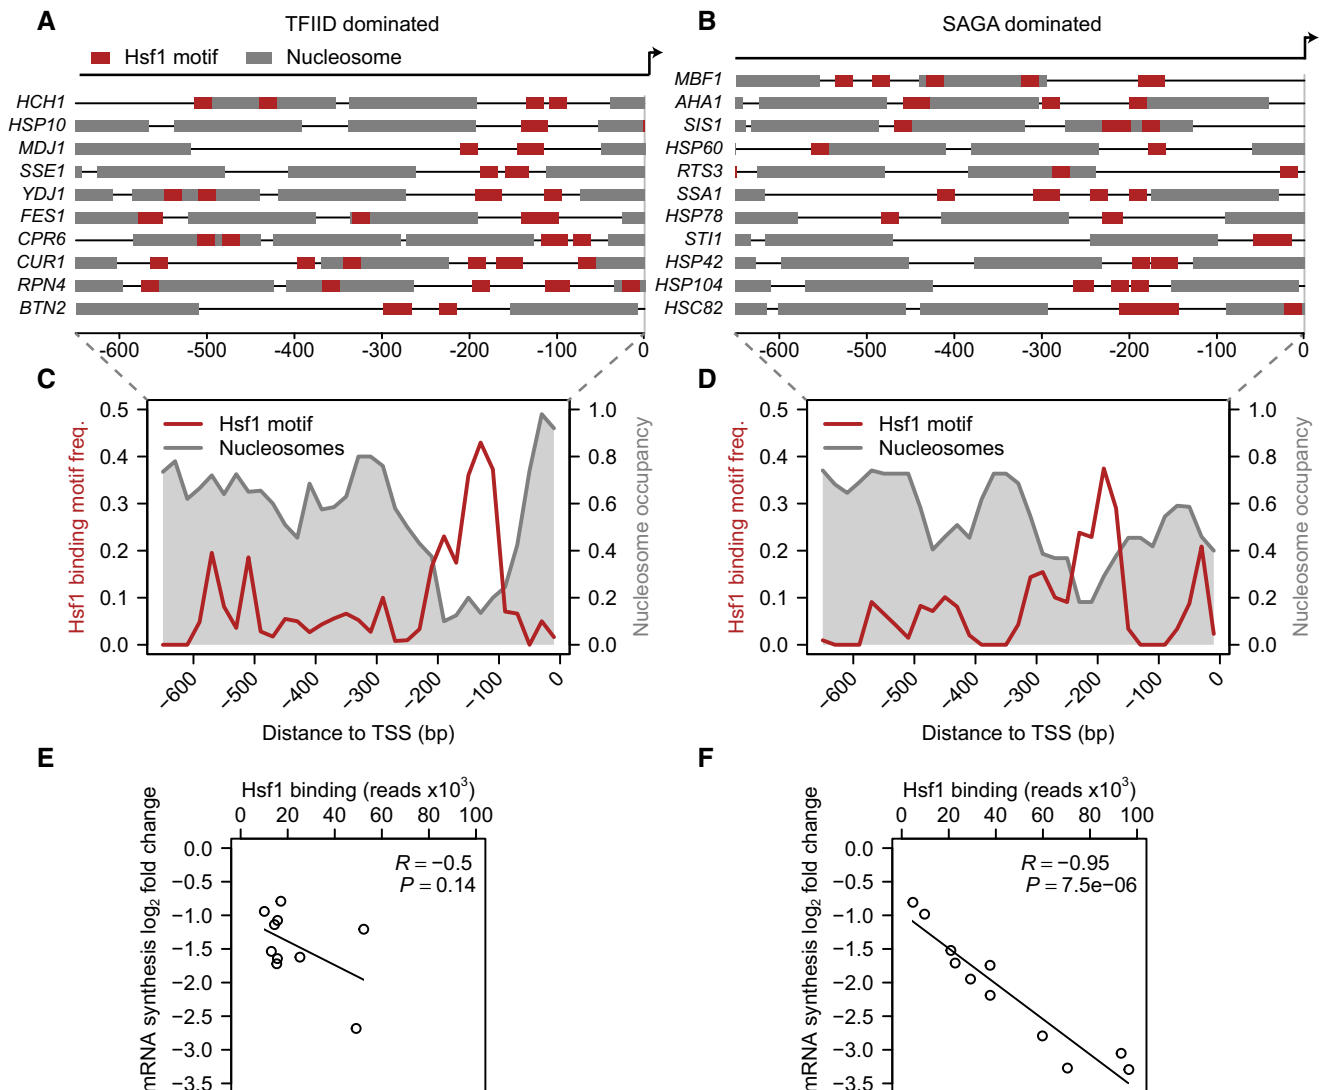 A
TFIID dominated
Hsf1 motif
Nucleosome
HCH1
HSP10
MDJ1
SSE1
YDJ1
FES1
CPR6
CUR1
RPN4
BTN2
-600 -500 -400 -300 -200 -100 0
B
SAGA dominated
MBF1
AHA1
SIS1
HSP60
RTS3
SSA1
HSP78
STI1
HSP42
HSP104
HSC82
-600 -500 -400 -300 -200 -100 0
C
Hsf1 binding motif freq.
0.5
0.4
0.3
0.2
0.1
0.0
Hsf1 motif
Nucleosomes
1.0
0.8
0.6
0.4
0.2
0.0
Nucleosome occupancy
−600 −500 −400 −300 −200 −100 0
Distance to TSS (bp)
D
Hsf1 binding motif freq.
0.5
0.4
0.3
0.2
0.1
0.0
Hsf1 motif
Nucleosomes
1.0
0.8
0.6
0.4
0.2
0.0
Nucleosome occupancy
−600 −500 −400 −300 −200 −100 0
Distance to TSS (bp)
E
Hsf1 binding (reads x10³)
0 20 40 60 80 100
mRNA synthesis log₂ fold change
0.0
−0.5
−1.0
−1.5
−2.0
−2.5
−3.0
−3.5
R = −0.5
P = 0.14
F
Hsf1 binding (reads x10³)
0 20 40 60 80 100
mRNA synthesis log₂ fold change
0.0
−0.5
−1.0
−1.5
−2.0
−2.5
−3.0
−3.5
R = −0.95
P = 7.5e−06